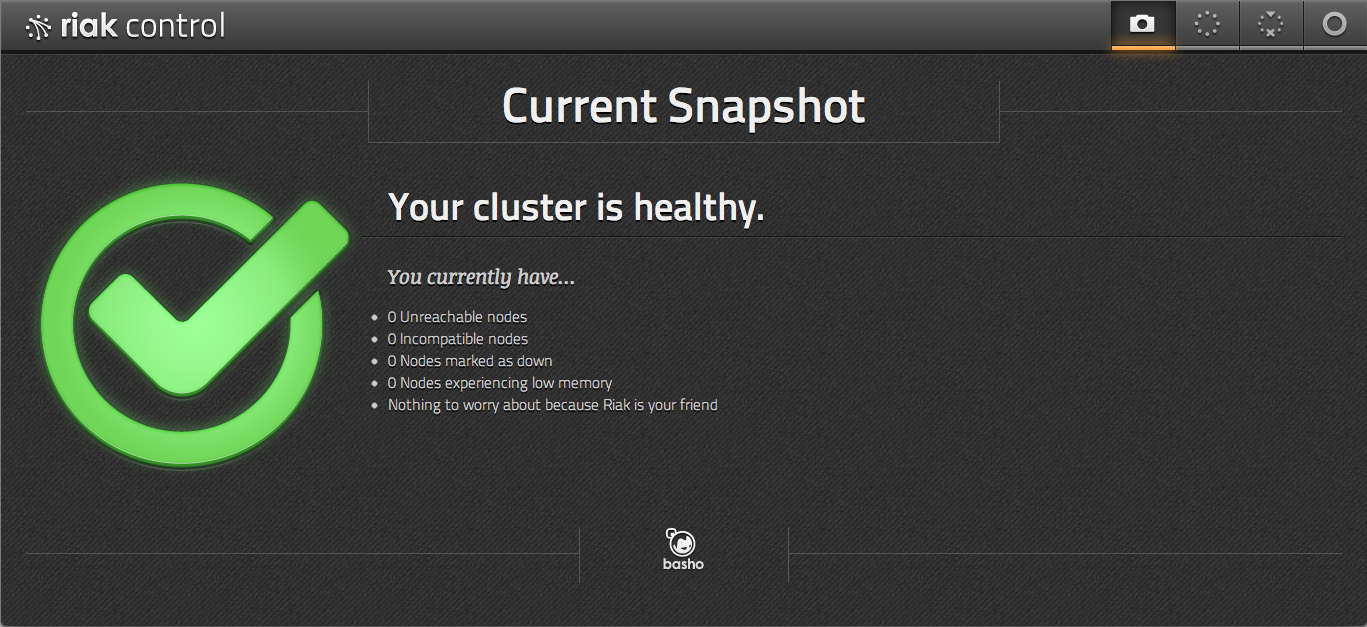 riak control
Current Snapshot
Your cluster is healthy.
You currently have...
0 Unreachable nodes
0 Incompatible nodes
0 Nodes marked as down
0 Nodes experiencing low memory
Nothing to worry about because Riak is your friend
basho